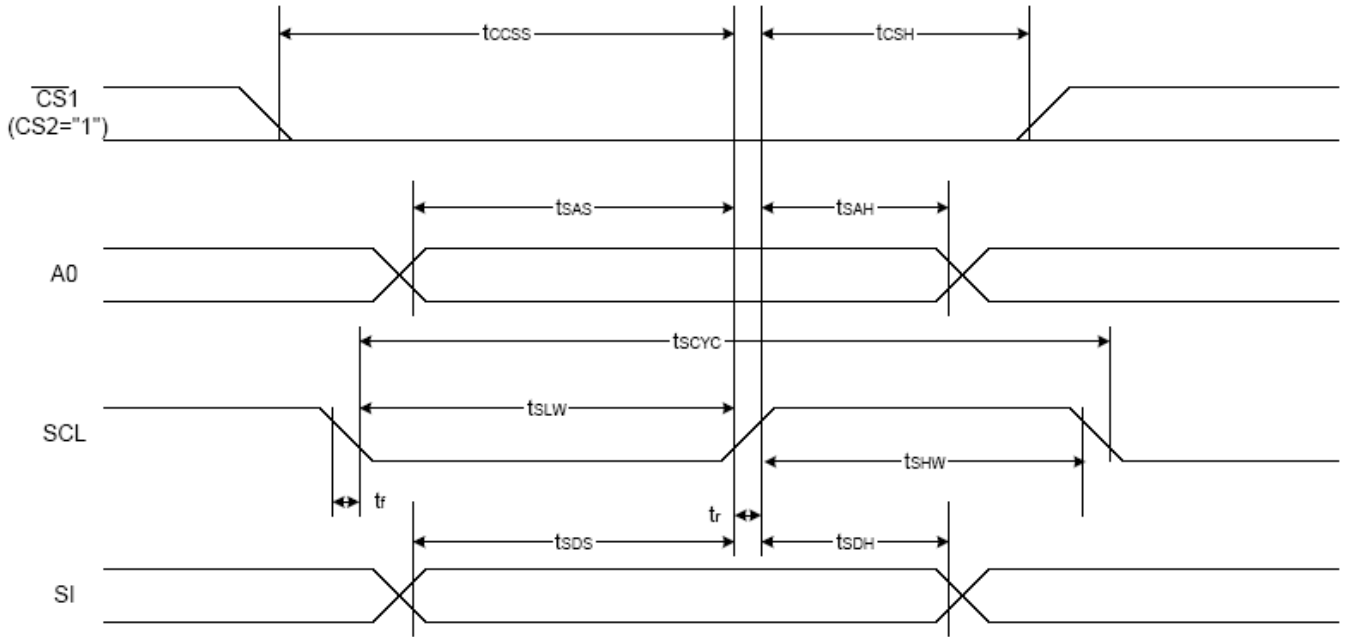 tCCSS
tCSH
CS1
(CS2="1")
tSAS
tSAH
A0
tSCYC
tSLW
SCL
tSHW
tf
tr
tSDS
tSDH
SI